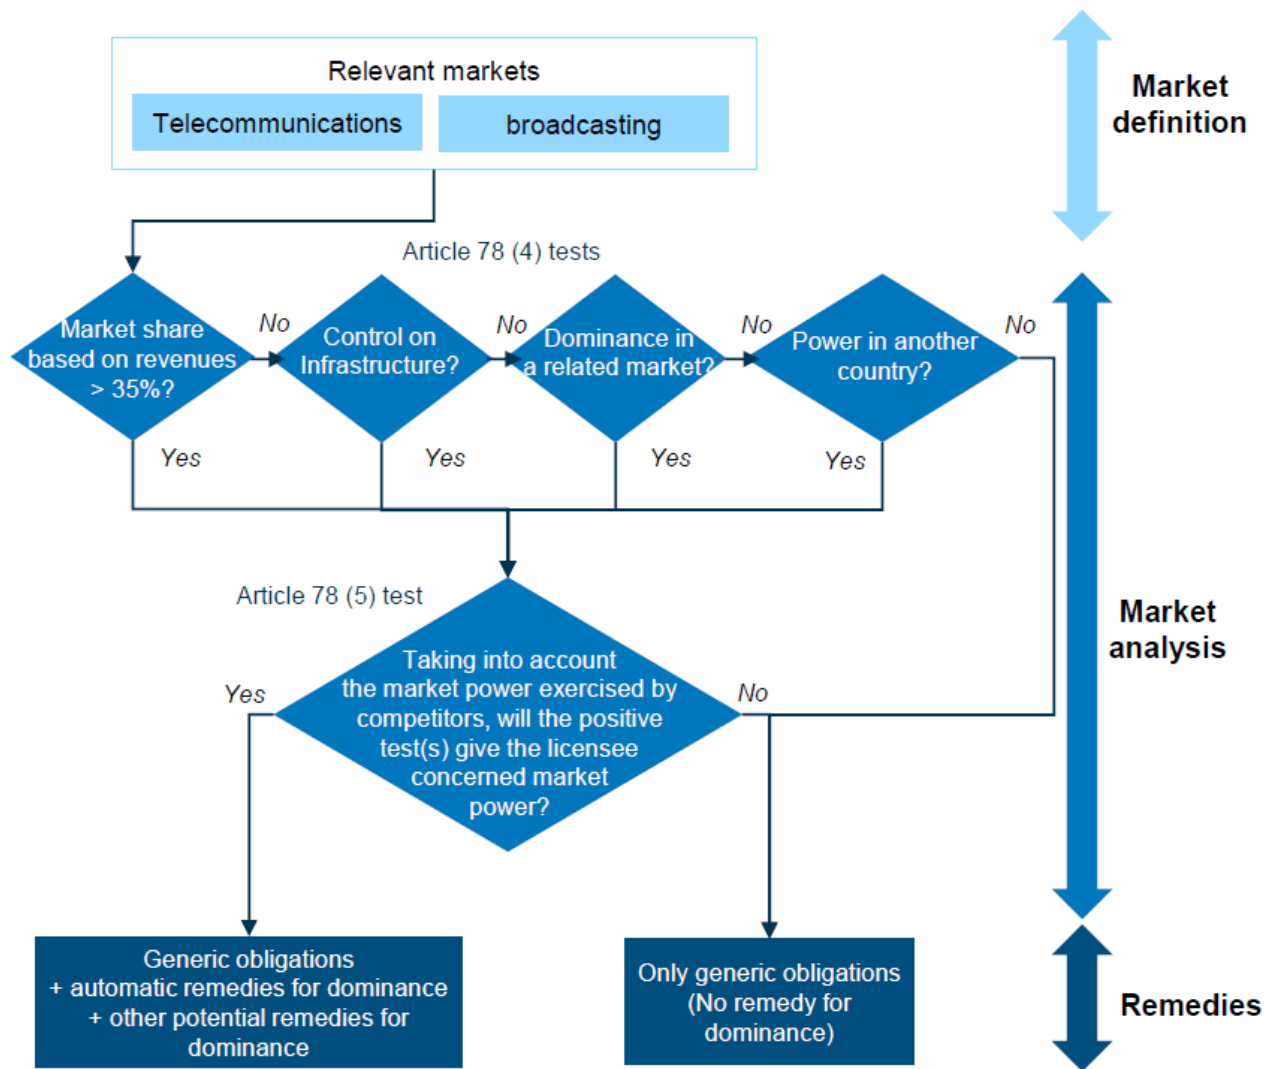 Relevant markets
Telecommunications
broadcasting
Market
definition
Article 78 (4) tests
Market share
based on revenues
> 35%?
No
Control on
Infrastructure?
No
Dominance in
a related market?
No
Power in another
country?
No
Yes
Yes
Yes
Yes
Article 78 (5) test
Taking into account
the market power exercised by
competitors, will the positive
test(s) give the licensee
concerned market
power?
Yes
No
Market
analysis
Generic obligations
+ automatic remedies for dominance
+ other potential remedies for
dominance
Only generic obligations
(No remedy for
dominance)
Remedies